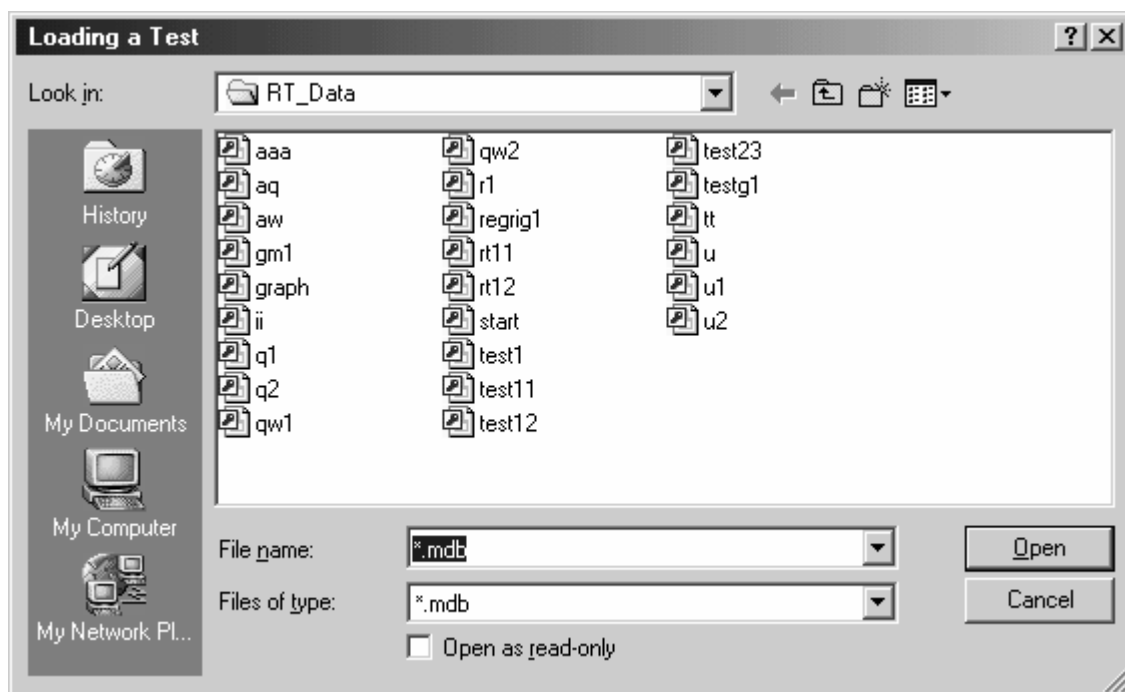 Loading a Test
Look in:
RT_Data
History
Desktop
My Documents
My Computer
My Network Pl...
aaa
aq
aw
gm1
graph
ii
q1
q2
qw1
qw2
r1
regrig1
rt11
rt12
start
test1
test11
test12
test23
testg1
tt
u
u1
u2
File name:
*.mdb
Open
Files of type:
*.mdb
Cancel
Open as read-only